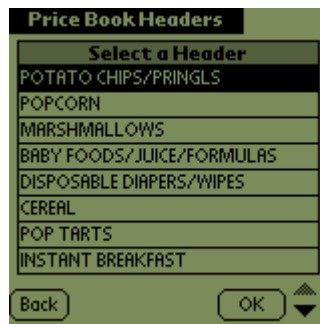 Price Book Headers
Select a Header
POTATO CHIPS/PRINGLS
POPCORN
MARSHMALLOWS
BABY FOODS/JUICE/FORMULAS
DISPOSABLE DIAPERS/WIPES
CEREAL
POP TARTS
INSTANT BREAKFAST
Back OK